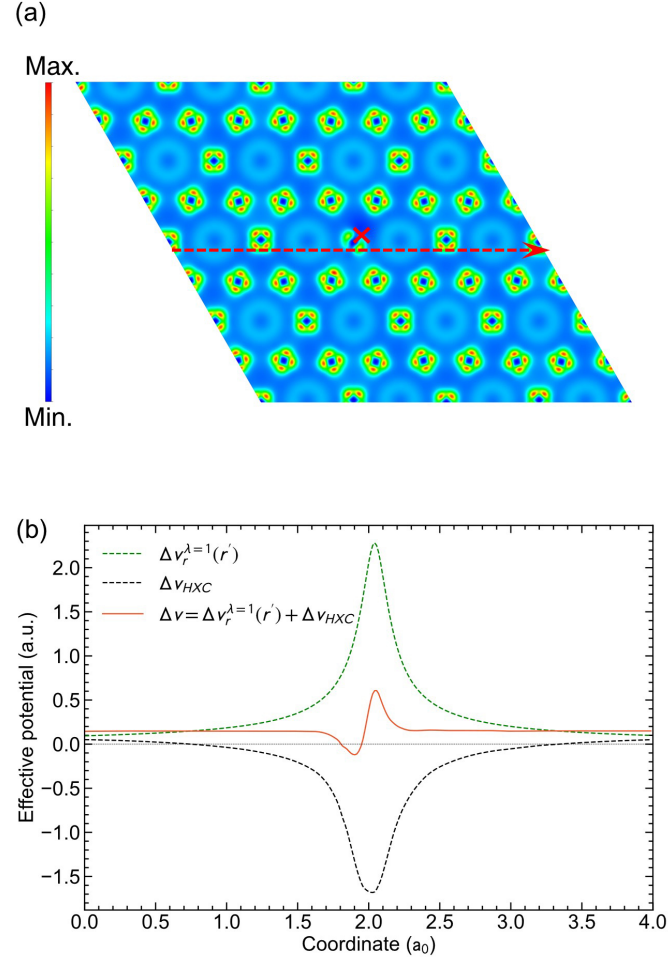 (a)
Max.
Min.
(b)
Δv_r^{λ=1}(r′)
Δv_{HXC}
Δv = Δv_r^{λ=1}(r′) + Δv_{HXC}
Effective potential (a.u.)
2.0
1.5
1.0
0.5
0.0
−0.5
−1.0
−1.5
0.0 0.5 1.0 1.5 2.0 2.5 3.0 3.5 4.0
Coordinate (a₀)